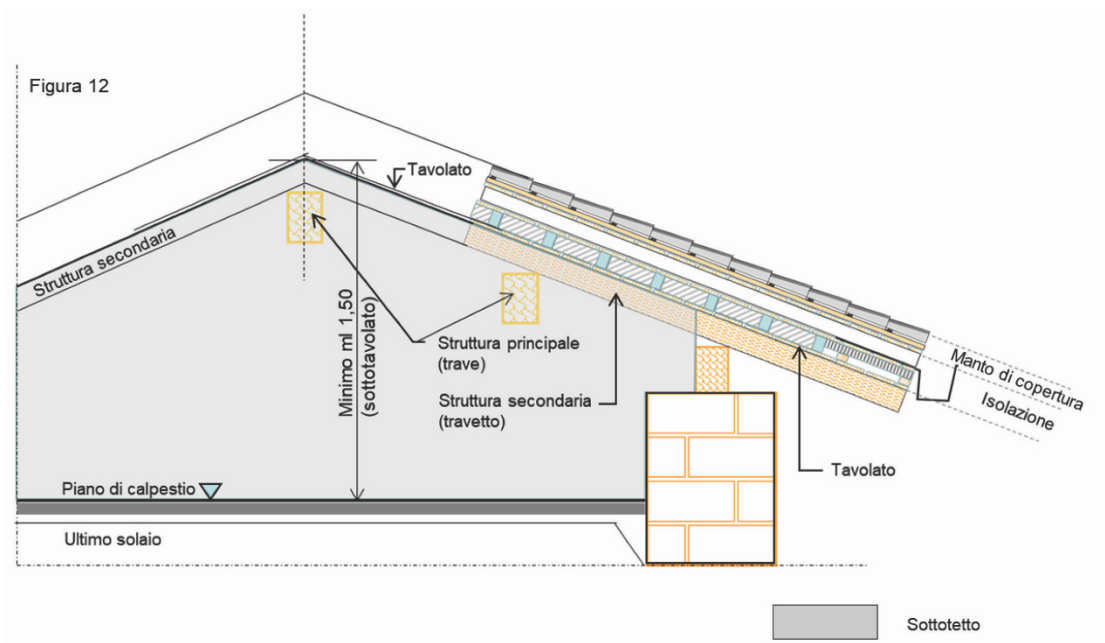 Figura 12
Tavolato
Struttura secondaria
Minimo ml 1,50
(sottotavolato)
Struttura principale
(trave)
Struttura secondaria
(travetto)
Manto di copertura
Isolazione
Tavolato
Piano di calpestio
Ultimo solaio
Sottotetto